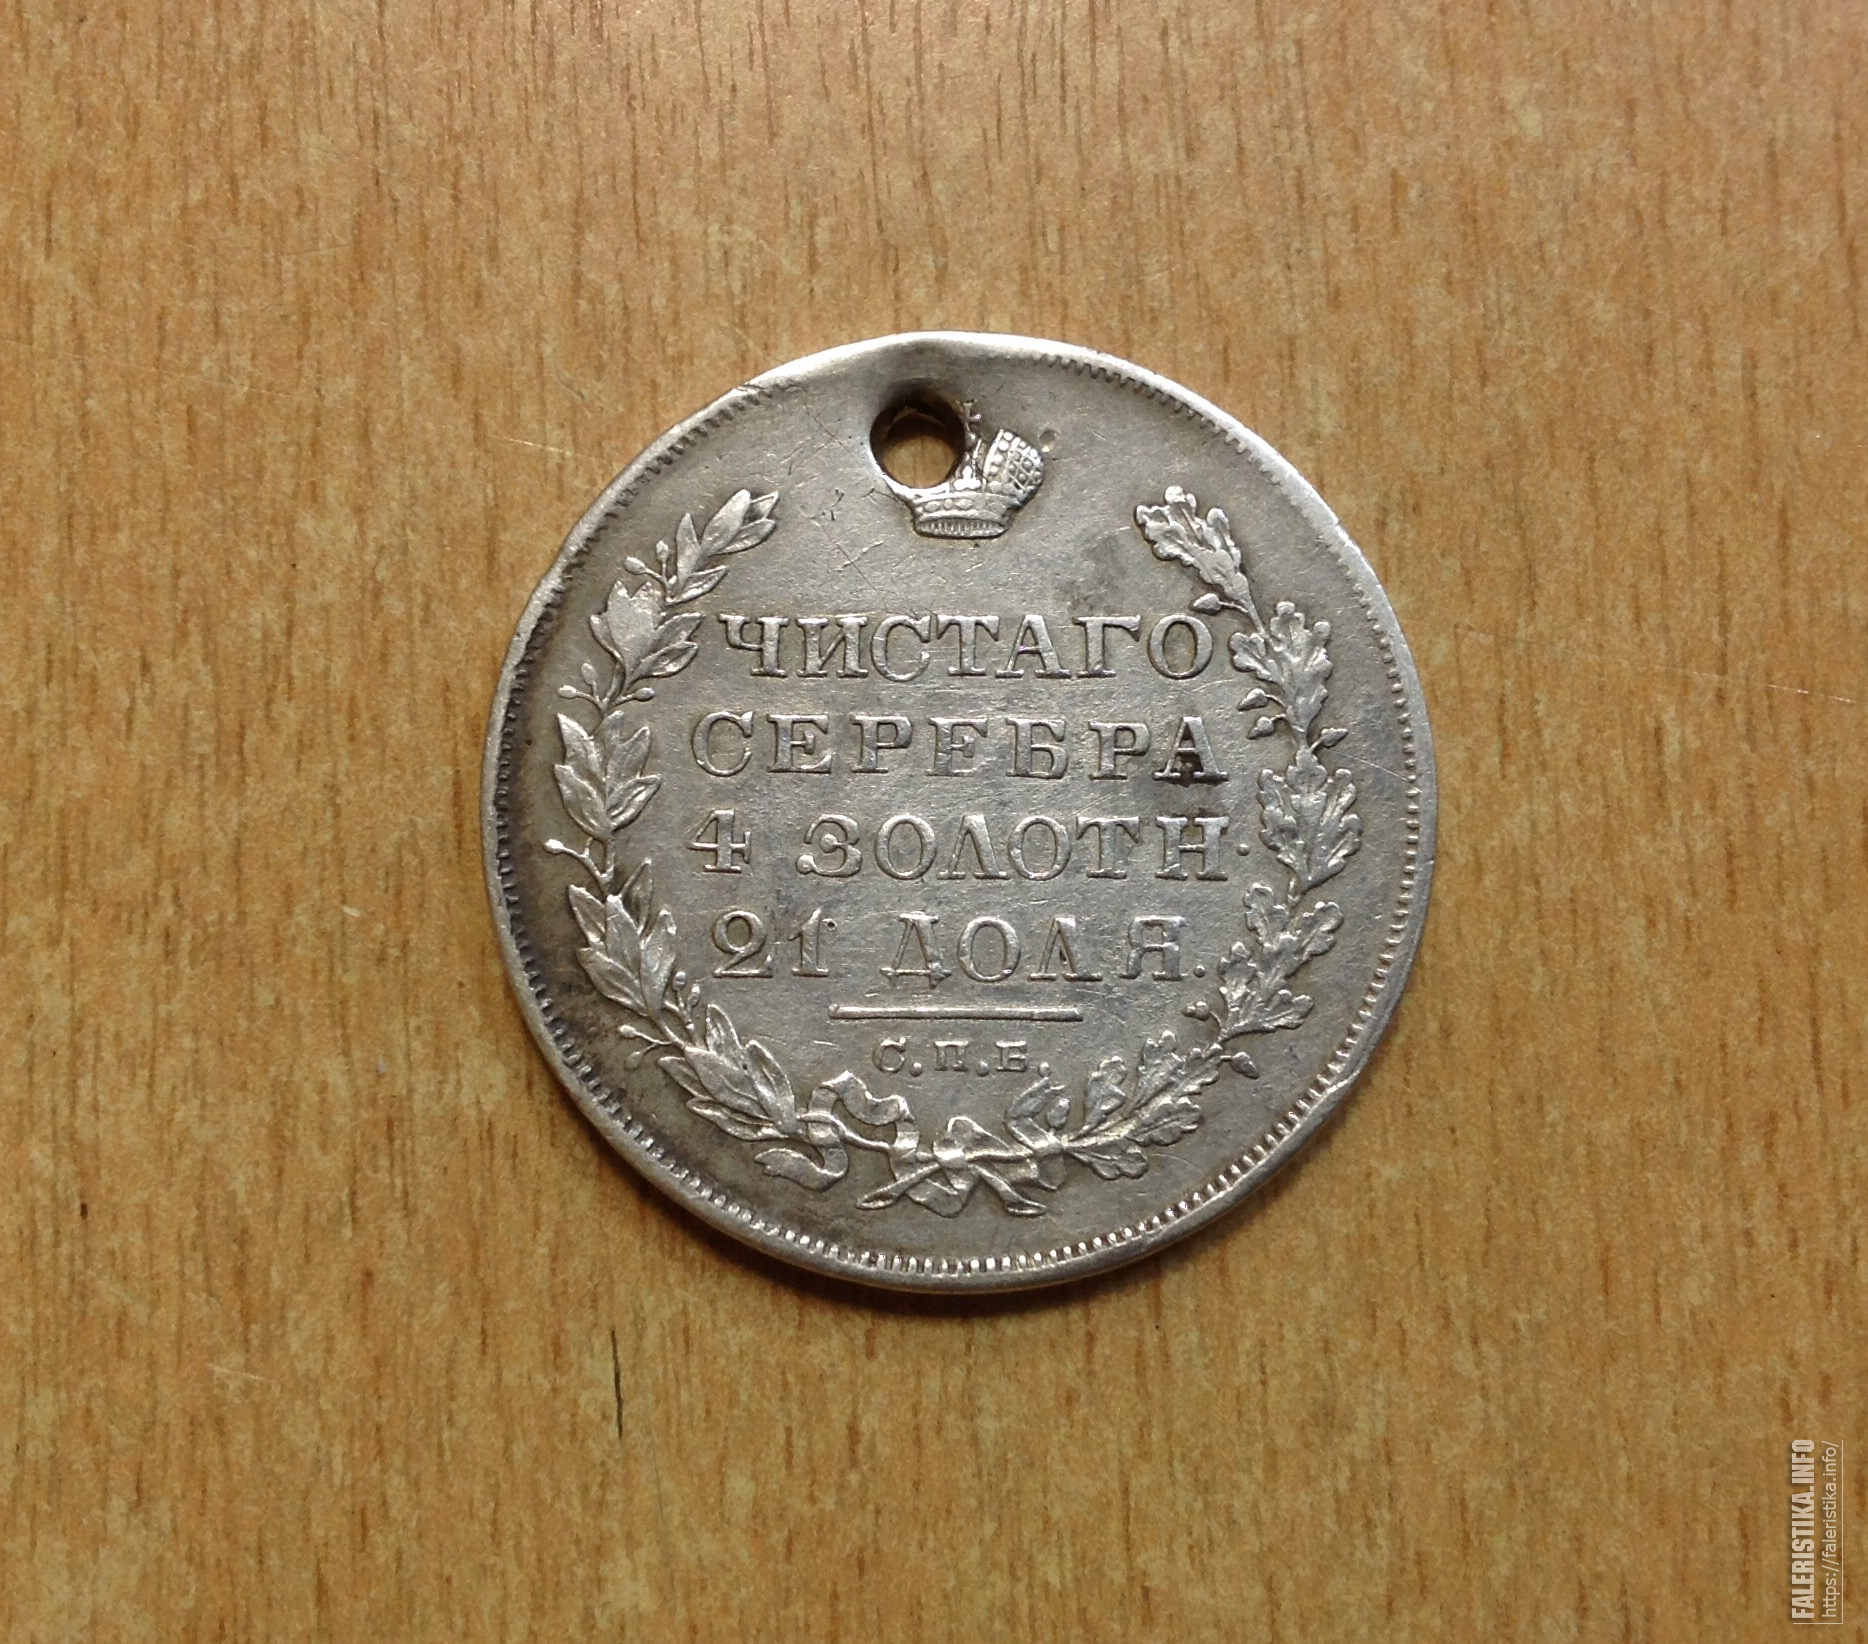 ЧИСТАГО
СЕРЕБРА
4 ЗОЛОТН.
21 ДОЛЯ.
С.П.Б.
FALERISTIKA.INFO
https://faleristika.info/